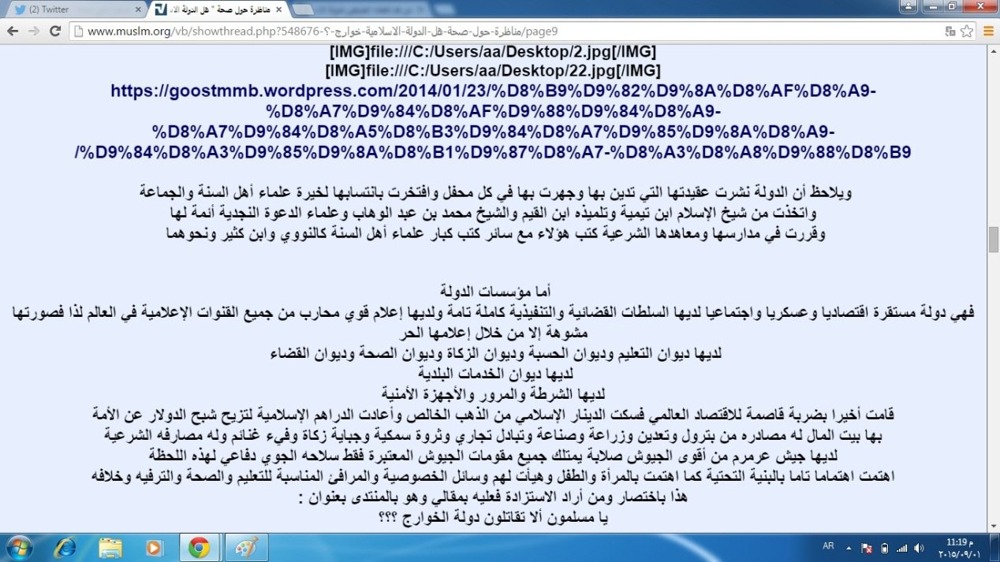 (2) Twitter
مناظرة حول صحة " هل الدولة الا
www.muslm.org/vb/showthread.php?548676-مناظرة-حول-صحة-هل-الدولة-الاسلامية-خوارج-؟/page9
[IMG]file:///C:/Users/aa/Desktop/2.jpg[/IMG]
[IMG]file:///C:/Users/aa/Desktop/22.jpg[/IMG]
https://goostmmb.wordpress.com/2014/01/23/%D8%B9%D9%82%D9%8A%D8%AF%D8%A9-
%D8%A7%D9%84%D8%AF%D9%88%D9%84%D8%A9-
%D8%A7%D9%84%D8%A5%D8%B3%D9%84%D8%A7%D9%85%D9%8A%D8%A9-
/%D9%84%D8%A3%D9%85%D9%8A%D8%B1%D9%87%D8%A7-%D8%A3%D8%A8%D9%88%D8%B9
ويلاحظ أن الدولة نشرت عقيدتها التي تدين بها وجهرت بها في كل محفل وافتخرت بانتسابها لخيرة علماء أهل السنة والجماعة
واتخذت من شيخ الإسلام ابن تيمية وتلميذه ابن القيم والشيخ محمد بن عبد الوهاب وعلماء الدعوة النجدية أئمة لها
وقررت في مدارسها ومعاهدها الشرعية كتب هؤلاء مع سائر كتب كبار علماء أهل السنة كالنووي وابن كثير ونحوهما
أما مؤسسات الدولة
فهي دولة مستقرة اقتصاديا وعسكريا واجتماعيا لديها السلطات القضائية والتنفيذية كاملة تامة ولديها إعلام قوي محارب من جميع القنوات الإعلامية في العالم لذا فصورتها
مشوهة إلا من خلال إعلامها الحر
لديها ديوان التعليم وديوان الحسبة وديوان الزكاة وديوان الصحة وديوان القضاء
لديها ديوان الخدمات البلدية
لديها الشرطة والمرور والأجهزة الأمنية
قامت أخيرا بضربة قاصمة للاقتصاد العالمي فسكت الدينار الإسلامي من الذهب الخالص وأعادت الدراهم الإسلامية لتزيح شبح الدولار عن الأمة
بها بيت المال له مصادره من بترول وتعدين وزراعة وصناعة وتبادل تجاري وثروة سمكية وجباية زكاة وفيء غنائم وله مصارفه الشرعية
لديها جيش عرمرم من أقوى الجيوش صلابة يمتلك جميع مقومات الجيوش المعتبرة فقط سلاحه الجوي دفاعي لهذه اللحظة
اهتمت اهتماما تاما بالبنية التحتية كما اهتمت بالمرأة والطفل وهيأت لهم وسائل الخصوصية والمرافئ المناسبة للتعليم والصحة والترفيه وخلافه
هذا باختصار ومن أراد الاستزادة فعليه بمقالي وهو بالمنتدى بعنوان :
يا مسلمون ألا تقاتلون دولة الخوارج ؟؟؟
AR
11:19 م
٢٠١٥/٠٩/٠١